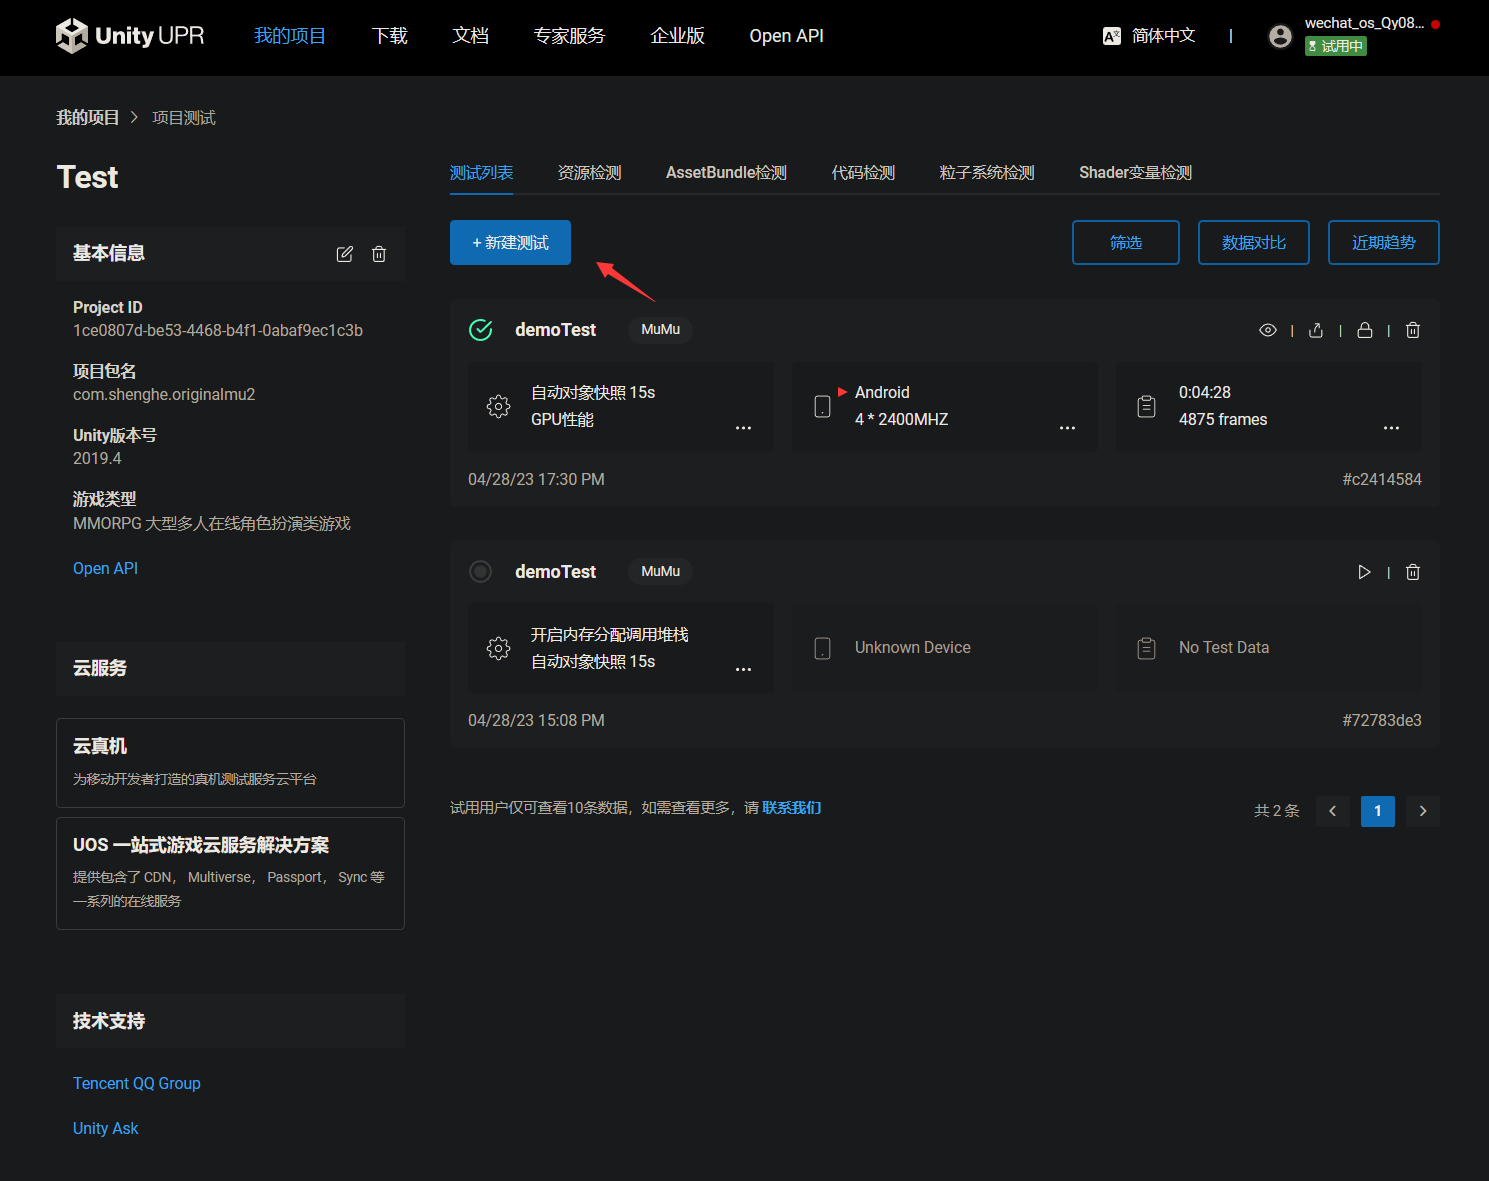 Unity UPR
我的项目
下载
文档
专家服务
企业版
Open API
简体中文
wechat_os_Qy08...
试用中
我的项目 > 项目测试
Test
基本信息
Project ID
1ce0807d-be53-4468-b4f1-0abaf9ec1c3b
项目包名
com.shenghe.originalmu2
Unity版本号
2019.4
游戏类型
MMORPG 大型多人在线角色扮演类游戏
Open API
云服务
云真机
为移动开发者打造的真机测试服务云平台
UOS 一站式游戏云服务解决方案
提供包含了 CDN， Multiverse， Passport， Sync 等
一系列的在线服务
技术支持
Tencent QQ Group
Unity Ask
测试列表
资源检测
AssetBundle检测
代码检测
粒子系统检测
Shader变量检测
+ 新建测试
筛选
数据对比
近期趋势
demoTest
MuMu
自动对象快照 15s
GPU性能
...
Android
4 * 2400MHZ
...
0:04:28
4875 frames
...
04/28/23 17:30 PM
#c2414584
demoTest
MuMu
开启内存分配调用堆栈
自动对象快照 15s
...
Unknown Device
No Test Data
04/28/23 15:08 PM
#72783de3
试用用户仅可查看10条数据，如需查看更多，请 联系我们
共 2 条
1